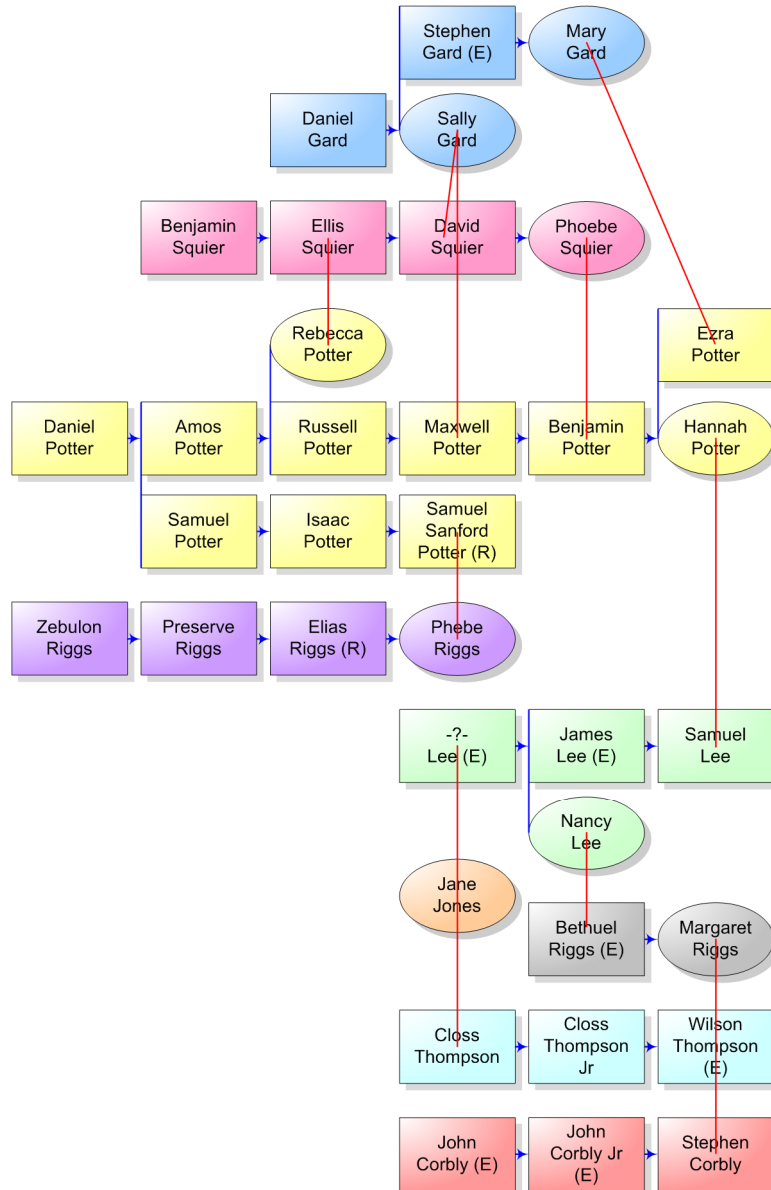 Stephen
Gard (E)
Mary
Gard
Daniel
Gard
Sally
Gard
Benjamin
Squier
Ellis
Squier
David
Squier
Phoebe
Squier
Rebecca
Potter
Ezra
Potter
Daniel
Potter
Amos
Potter
Russell
Potter
Maxwell
Potter
Benjamin
Potter
Hannah
Potter
Samuel
Potter
Isaac
Potter
Samuel
Sanford
Potter (R)
Zebulon
Riggs
Preserve
Riggs
Elias
Riggs (R)
Phebe
Riggs
-?-
Lee (E)
James
Lee (E)
Samuel
Lee
Nancy
Lee
Jane
Jones
Bethuel
Riggs (E)
Margaret
Riggs
Closs
Thompson
Closs
Thompson
Jr
Wilson
Thompson
(E)
John
Corbly (E)
John
Corbly Jr
(E)
Stephen
Corbly